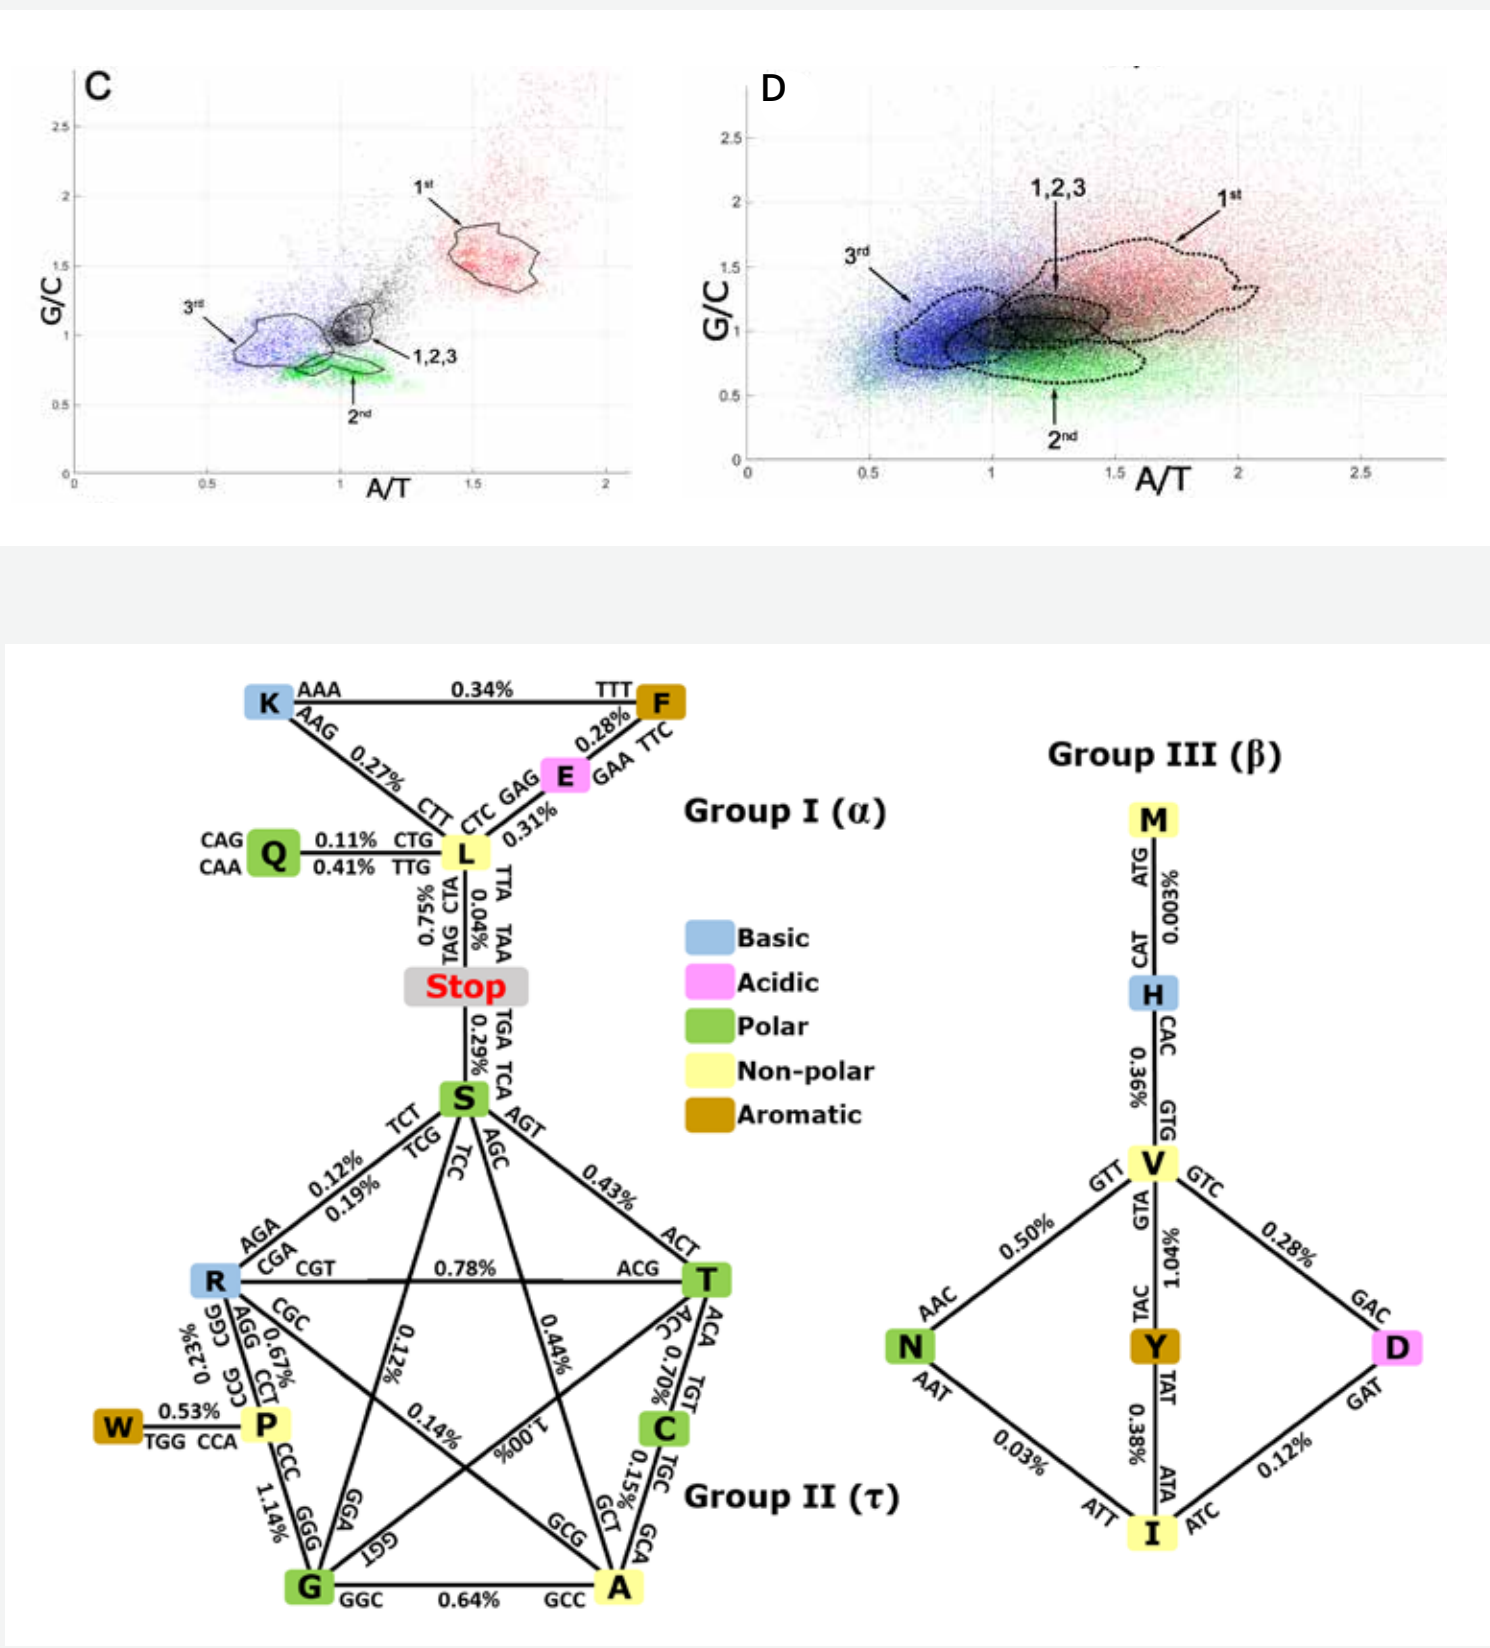 C
G/C
2.5
2
1.5
1
0.5
0
0
0.5
1
1.5
2
A/T
1st
3rd
1,2,3
2nd
D
G/C
2.5
2
1.5
1
0.5
0
0
0.5
1
1.5
2
2.5
A/T
1,2,3
1st
3rd
2nd
K AAA 0.34% TTT F
AAG 0.27% CTT
0.28%
GAA TTC
E
CTC GAG
0.31%
CAG 0.11% CTG
Q L
CAA 0.41% TTG
TAG CTA
0.75%
0.04%
TTA TAA
Stop
0.29%
TGA TCA
S
TCT
TCG
TCC
AGC
AGT
0.12%
0.19%
0.43%
AGA
CGA
ACT
R CGT 0.78% ACG T
CGG CCG
0.23%
AGG CCT
0.67%
CGC
0.14%
GCG
0.12%
0.44%
ACC
ACA TGT
0.70%
1.00%
W 0.53% P
TGG CCA
CCC GGG
1.14%
GGA
GGT
C
TGC GCA
0.15%
GCT
G A
GGC 0.64% GCC
Group I (α)
Basic
Acidic
Polar
Non-polar
Aromatic
Group II (τ)
Group III (β)
M
ATG CAT
0.003%
H
CAC GTG
0.36%
V
GTT
GTA
GTC
0.50%
1.04%
0.28%
AAC
TAC
GAC
N Y D
AAT
TAT
GAT
0.03%
0.38%
0.12%
ATT
ATA
ATC
I